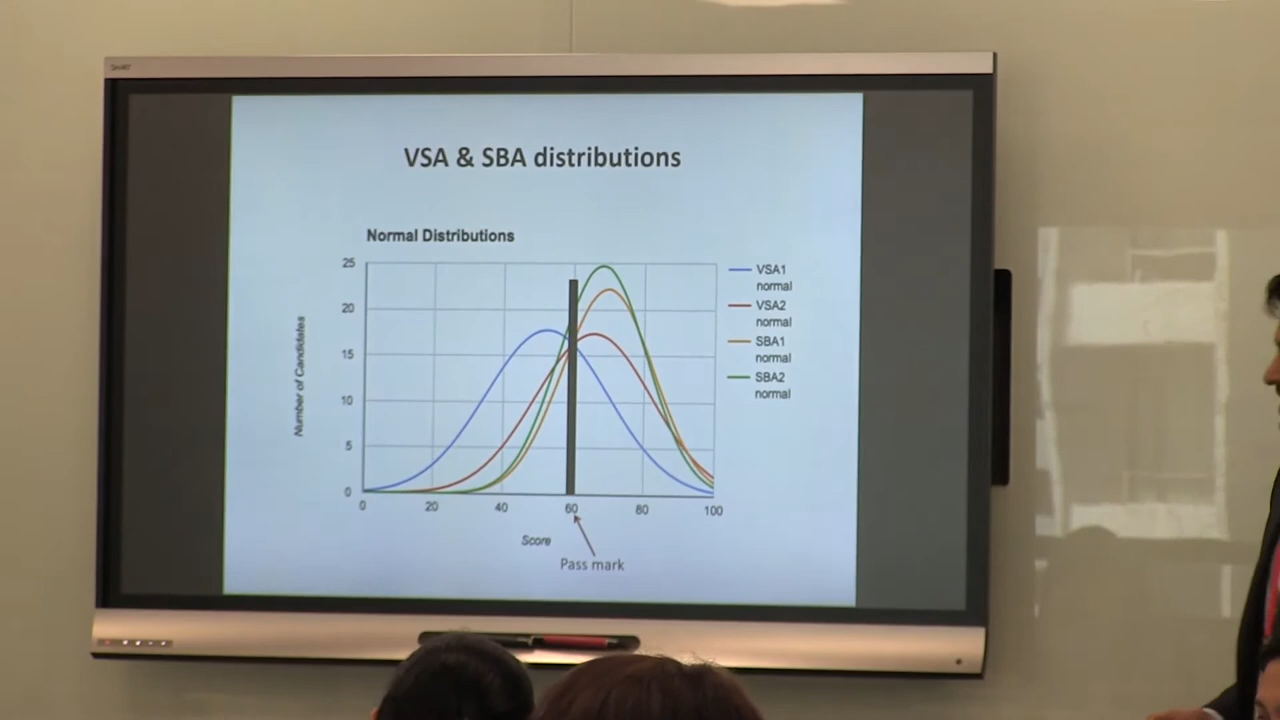 SMART
VSA & SBA distributions
Normal Distributions
25
20
15
10
5
0
Number of Candidates
0 20 40 60 80 100
Score
Pass mark
VSA1
normal
VSA2
normal
SBA1
normal
SBA2
normal